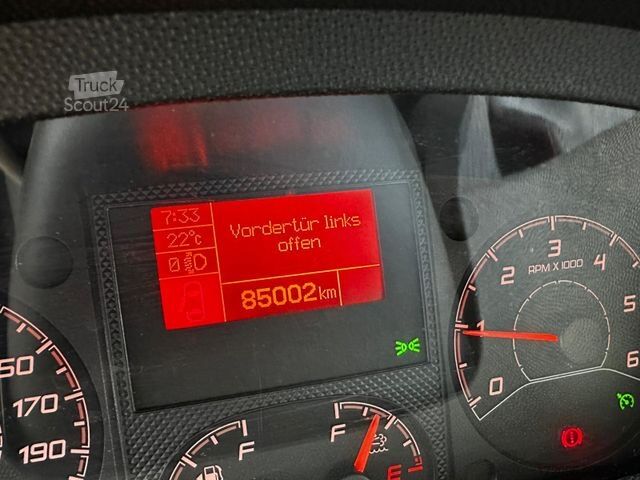 Truck
Scout24
7:33
22°c
0
Vordertür links
offen
85002km
50
170
190
F
F
E
0
1
2
3
4
5
6
RPM X 1000